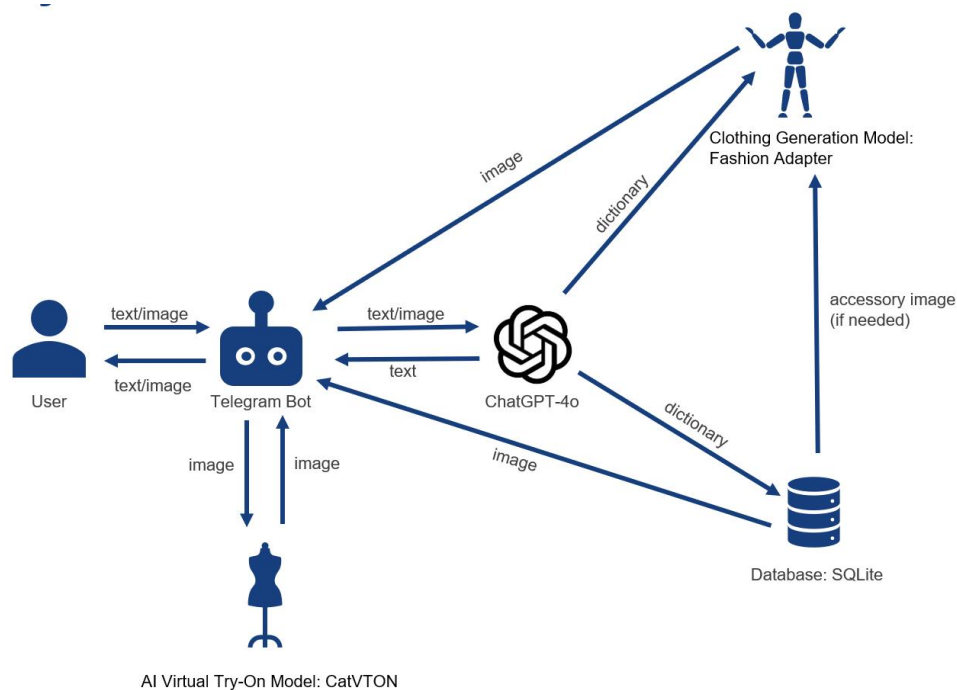 Clothing Generation Model:
Fashion Adapter
image
dictionary
accessory image
(if needed)
text/image
text/image
text/image
text
User
Telegram Bot
ChatGPT-4o
dictionary
image
image
image
Database: SQLite
AI Virtual Try-On Model: CatVTON